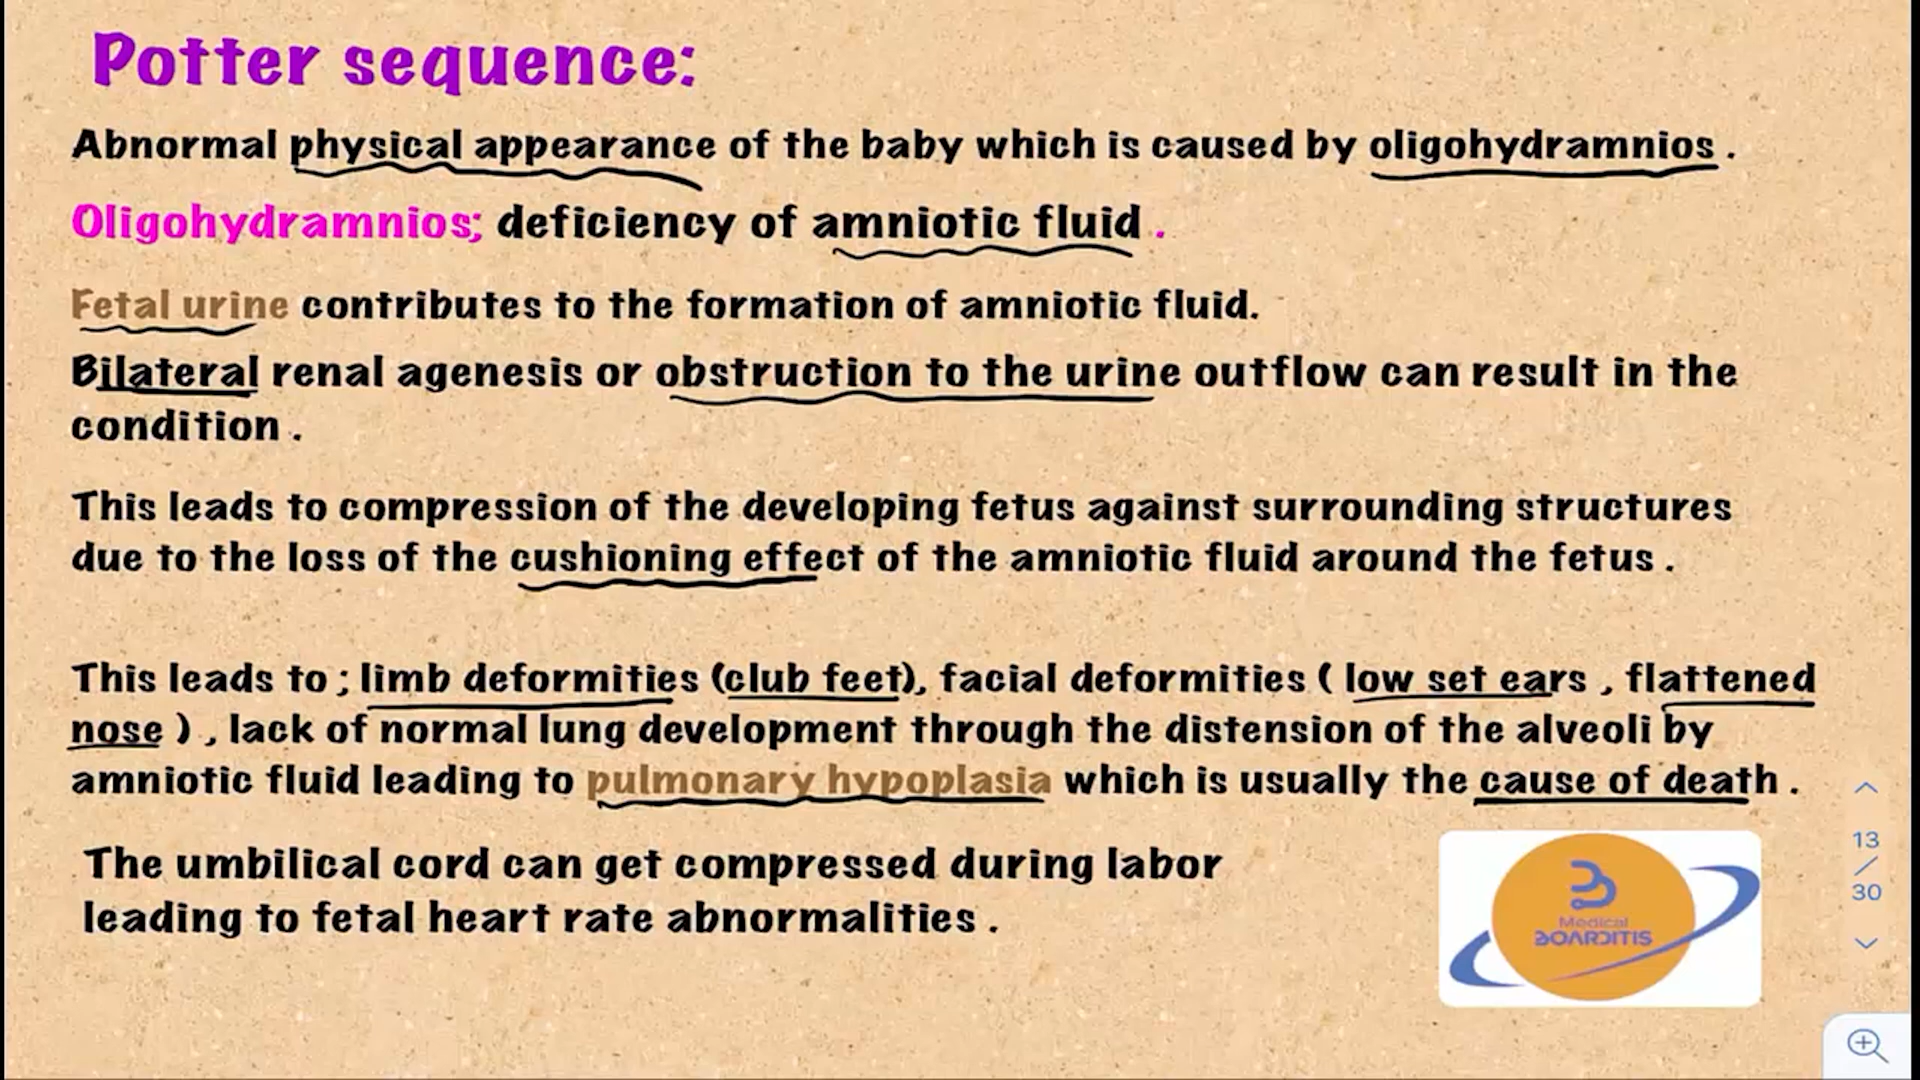 Potter sequence:
Abnormal physical appearance of the baby which is caused by oligohydramnios .
Oligohydramnios; deficiency of amniotic fluid .
Fetal urine contributes to the formation of amniotic fluid.
Bilateral renal agenesis or obstruction to the urine outflow can result in the
condition .
This leads to compression of the developing fetus against surrounding structures
due to the loss of the cushioning effect of the amniotic fluid around the fetus .
This leads to ; limb deformities (club feet), facial deformities ( low set ears , flattened
nose ) , lack of normal lung development through the distension of the alveoli by
amniotic fluid leading to pulmonary hypoplasia which is usually the cause of death .
The umbilical cord can get compressed during labor
leading to fetal heart rate abnormalities .
Medical
BOARDITIS
13
/
30